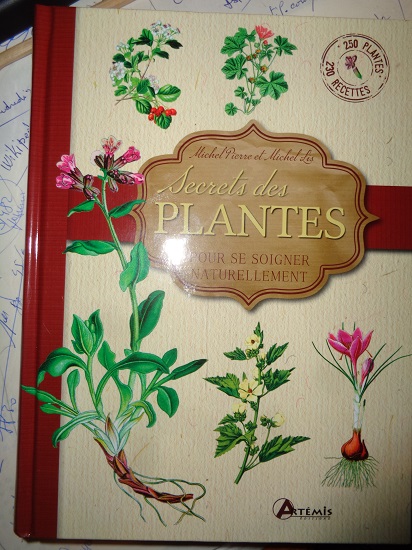 250 PLANTES
230 RECETTES
Michel Pierre et Michel Lis
Secrets des
PLANTES
POUR SE SOIGNER
NATURELLEMENT
ARTÉMIS
ÉDITIONS